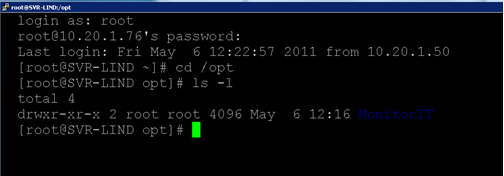 root@SVR-LIND:/opt
login as: root
root@10.20.1.76's password:
Last login: Fri May  6 12:22:57 2011 from 10.20.1.50
[root@SVR-LIND ~]# cd /opt
[root@SVR-LIND opt]# ls -l
total 4
drwxr-xr-x 2 root root 4096 May  6 12:16 MonitorIT
[root@SVR-LIND opt]#